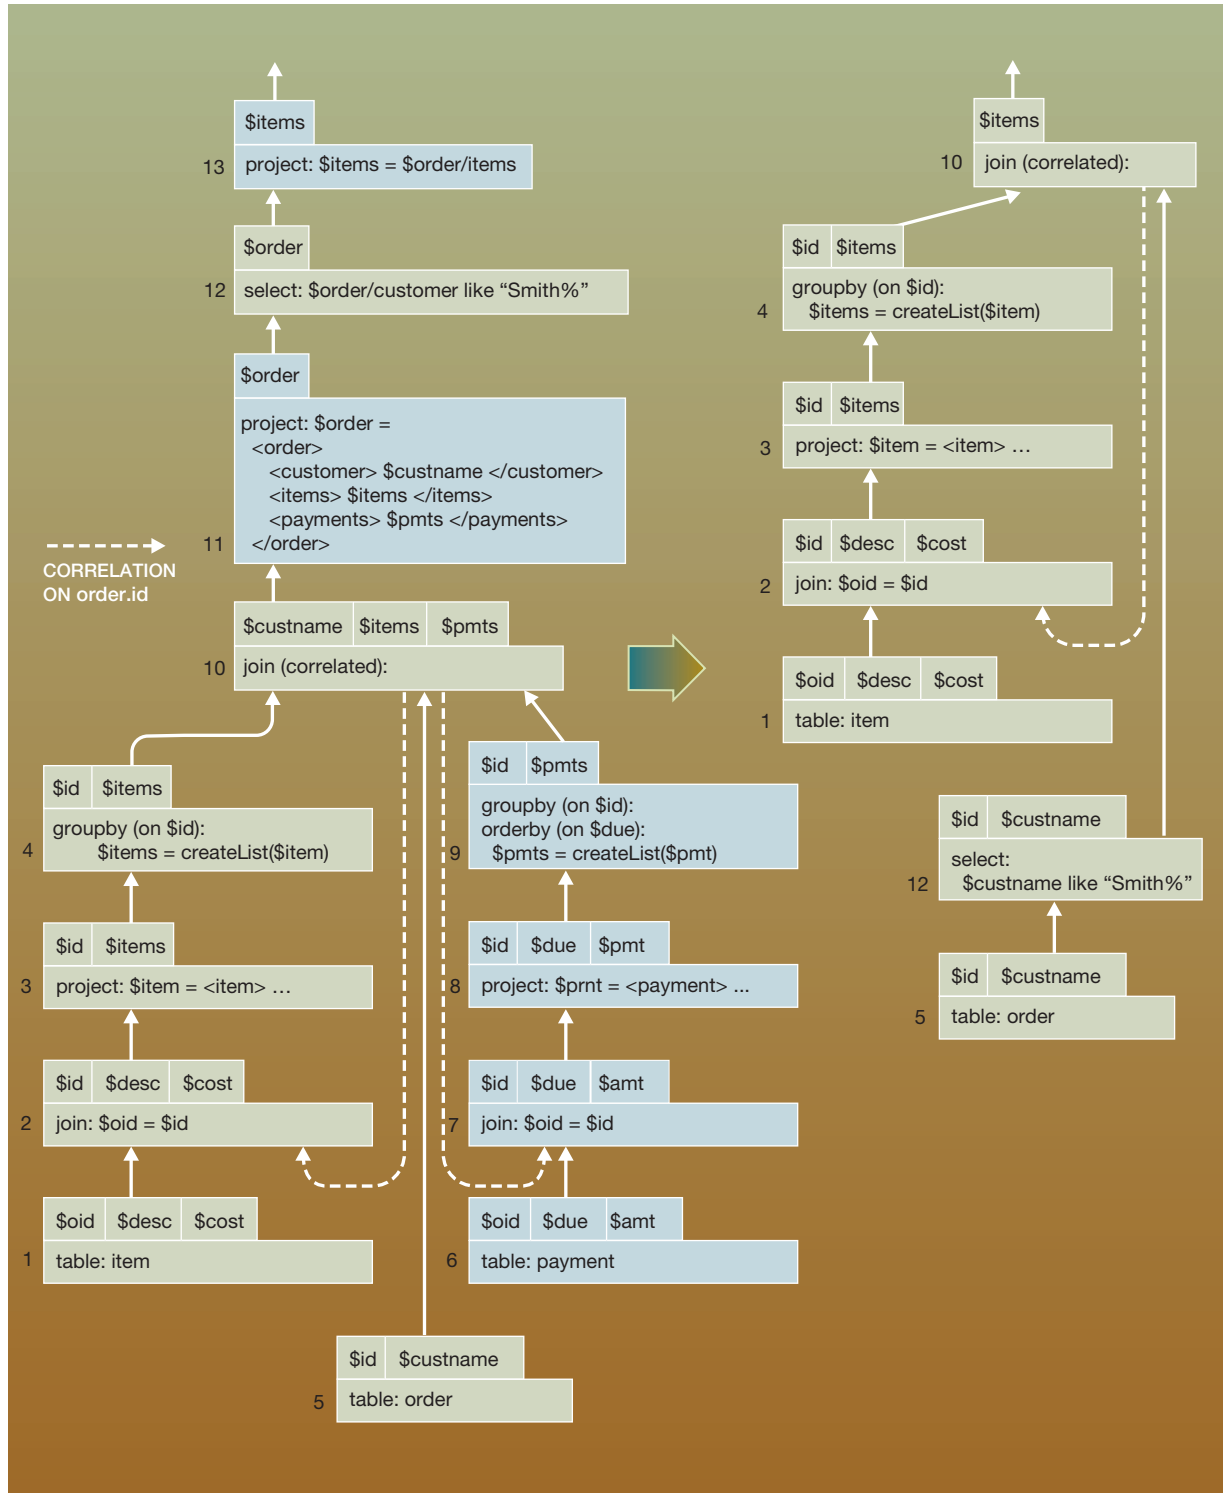 $items
13 project: $items = $order/items
$order
12 select: $order/customer like “Smith%”
$order
project: $order =
<order>
<customer> $custname </customer>
<items> $items </items>
<payments> $pmts </payments>
11 </order>
CORRELATION
ON order.id
$custname $items $pmts
10 join (correlated):
$id $items
groupby (on $id):
4 $items = createList($item)
$id $items
3 project: $item = <item> …
$id $desc $cost
2 join: $oid = $id
$oid $desc $cost
1 table: item
$id $pmts
groupby (on $id):
orderby (on $due):
9 $pmts = createList($pmt)
$id $due $pmt
8 project: $prnt = <payment> ...
$id $due $amt
7 join: $oid = $id
$oid $due $amt
6 table: payment
$id $custname
5 table: order
$items
10 join (correlated):
$id $items
groupby (on $id):
4 $items = createList($item)
$id $items
3 project: $item = <item> …
$id $desc $cost
2 join: $oid = $id
$oid $desc $cost
1 table: item
$id $custname
select:
12 $custname like “Smith%”
$id $custname
5 table: order